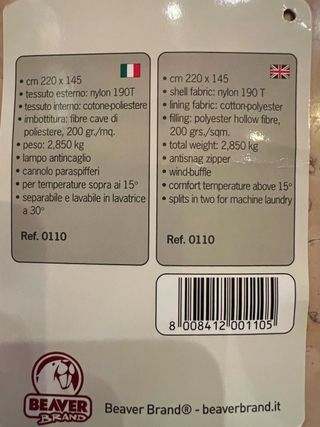 • cm 220 x 145
• tessuto esterno: nylon 190T
• tessuto interno: cotone-poliestere
• imbottitura: fibre cave di
poliestere, 200 gr./mq.
• peso: 2,850 kg
• lampo antincaglio
• cannolo paraspifferi
• per temperature sopra ai 15°
• separabile e lavabile in lavatrice
a 30°
Ref. 0110
• cm 220 x 145
• shell fabric: nylon 190 T
• lining fabric: cotton-polyester
• filling: polyester hollow fibre,
200 grs./sqm.
• total weight: 2,850 kg
• antisnag zipper
• wind-buffle
• comfort temperature above 15°
• splits in two for machine laundry
Ref. 0110
8 008412 001105
BEAVER
BRAND
Beaver Brand® - beaverbrand.it